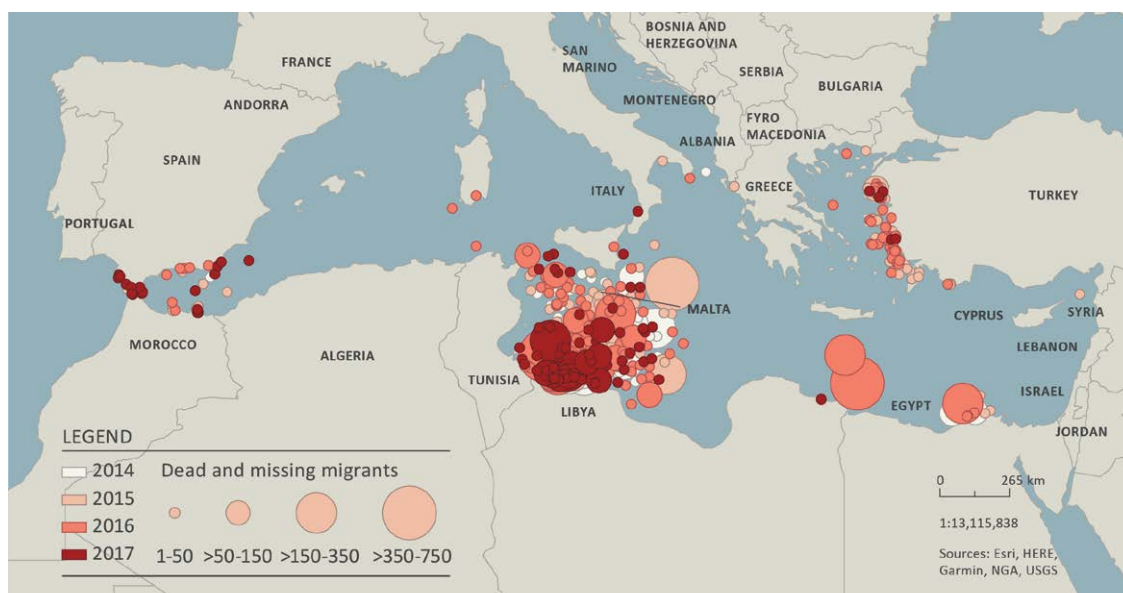 BOSNIA AND
HERZEGOVINA
FRANCE
SAN
MARINO
SERBIA
ANDORRA
MONTENEGRO
BULGARIA
FYRO
MACEDONIA
ALBANIA
SPAIN
ITALY
GREECE
TURKEY
PORTUGAL
MALTA
CYPRUS
SYRIA
MOROCCO
ALGERIA
LEBANON
TUNISIA
ISRAEL
EGYPT
LIBYA
JORDAN
LEGEND
2014
2015
2016
2017
Dead and missing migrants
1-50 >50-150 >150-350 >350-750
0 265 km
1:13,115,838
Sources: Esri, HERE,
Garmin, NGA, USGS